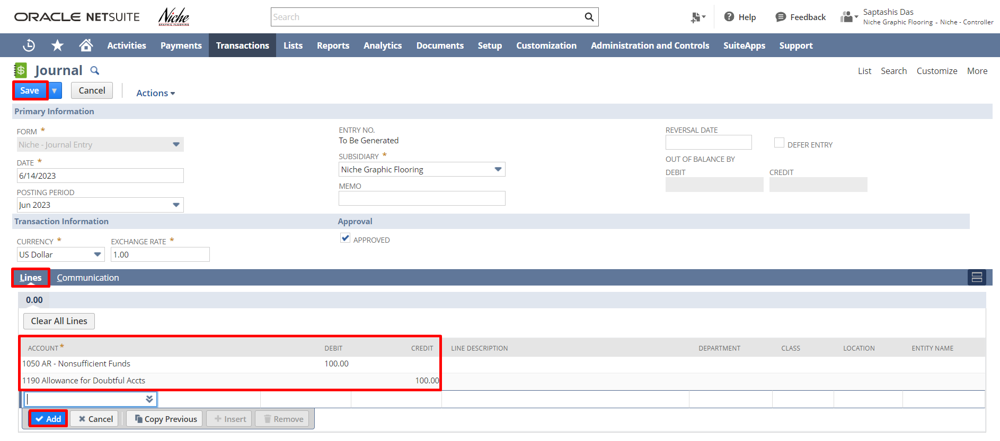 ORACLE NETSUITE
Niche
GRAPHIC FLOORING
Search
Help
Feedback
Saptashis Das
Niche Graphic Flooring - Niche - Controller
Activities Payments Transactions Lists Reports Analytics Documents Setup Customization Administration and Controls SuiteApps Support
Journal
List Search Customize More
Save Cancel Actions
Primary Information
FORM *
Niche - Journal Entry
DATE *
6/14/2023
POSTING PERIOD
Jun 2023
ENTRY NO.
To Be Generated
SUBSIDIARY *
Niche Graphic Flooring
MEMO
REVERSAL DATE
DEFER ENTRY
OUT OF BALANCE BY
DEBIT CREDIT
Transaction Information
Approval
CURRENCY * EXCHANGE RATE *
US Dollar 1.00
APPROVED
Lines Communication
0.00
Clear All Lines
ACCOUNT * DEBIT CREDIT LINE DESCRIPTION DEPARTMENT CLASS LOCATION ENTITY NAME
1050 AR - Nonsufficient Funds 100.00
1190 Allowance for Doubtful Accts 100.00
Add Cancel Copy Previous Insert Remove